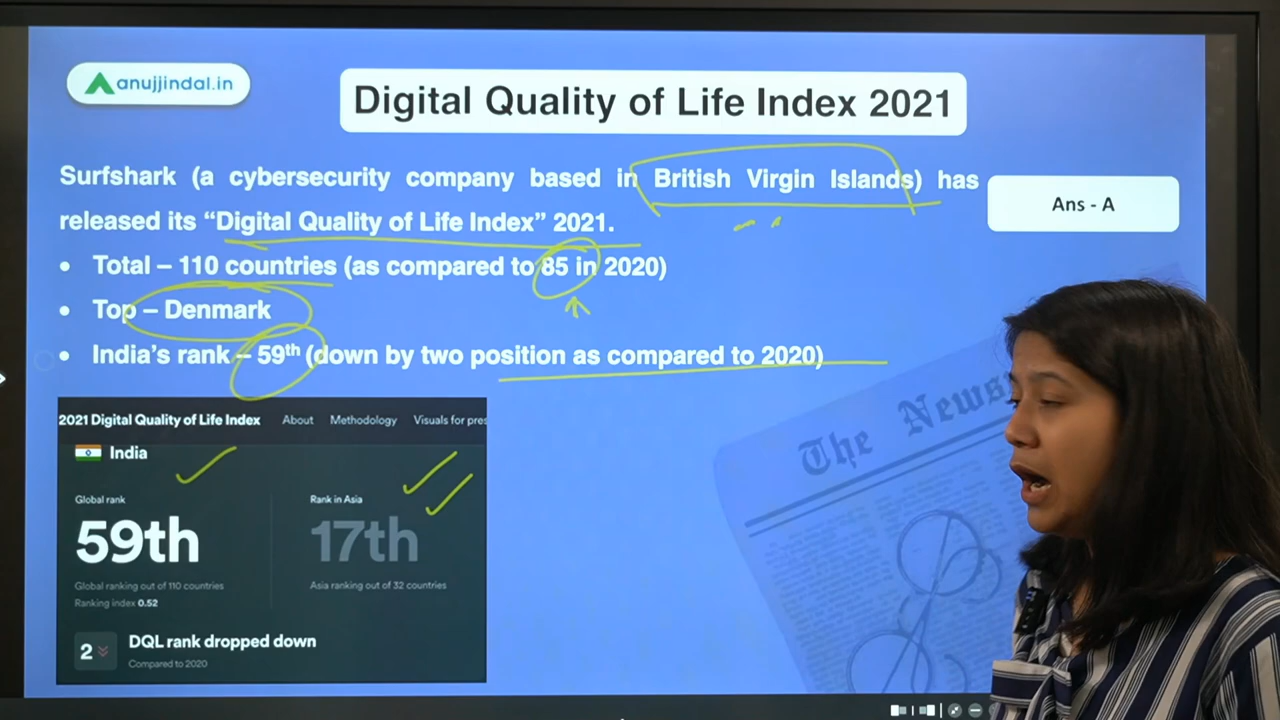 anujjindal.in
Digital Quality of Life Index 2021
Surfshark (a cybersecurity company based in British Virgin Islands) has
released its “Digital Quality of Life Index” 2021.
Ans - A
• Total – 110 countries (as compared to 85 in 2020)
• Top – Denmark
• India’s rank – 59th (down by two position as compared to 2020)
2021 Digital Quality of Life Index About Methodology Visuals for pres
India
Global rank
59th
Global ranking out of 110 countries
Ranking index 0.52
Rank in Asia
17th
Asia ranking out of 32 countries
2 DQL rank dropped down
Compared to 2020
The News